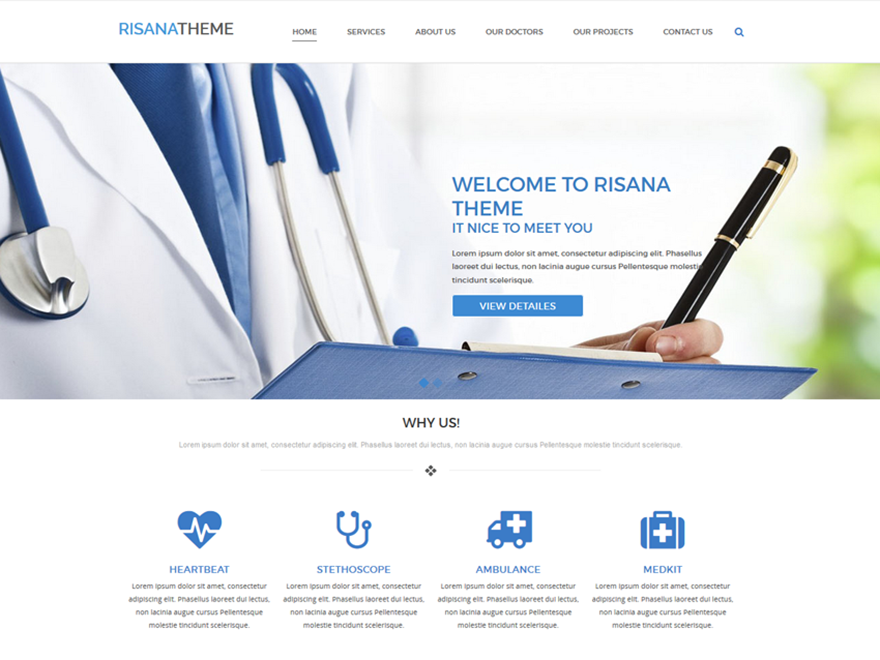 RISANATHEME
HOME SERVICES ABOUT US OUR DOCTORS OUR PROJECTS CONTACT US
WELCOME TO RISANA
THEME
IT NICE TO MEET YOU
Lorem ipsum dolor sit amet, consectetur adipiscing elit. Phasellus
laoreet dui lectus, non lacinia augue cursus Pellentesque molestie
tincidunt scelerisque.
VIEW DETAILES
WHY US!
Lorem ipsum dolor sit amet, consectetur adipiscing elit. Phasellus laoreet dui lectus, non lacinia augue cursus Pellentesque molestie tincidunt scelerisque.
HEARTBEAT
Lorem ipsum dolor sit amet, consectetur
adipiscing elit. Phasellus laoreet dui lectus,
non lacinia augue cursus Pellentesque
molestie tincidunt scelerisque.
STETHOSCOPE
Lorem ipsum dolor sit amet, consectetur
adipiscing elit. Phasellus laoreet dui lectus,
non lacinia augue cursus Pellentesque
molestie tincidunt scelerisque.
AMBULANCE
Lorem ipsum dolor sit amet, consectetur
adipiscing elit. Phasellus laoreet dui lectus,
non lacinia augue cursus Pellentesque
molestie tincidunt scelerisque.
MEDKIT
Lorem ipsum dolor sit amet, consectetur
adipiscing elit. Phasellus laoreet dui lectus,
non lacinia augue cursus Pellentesque
molestie tincidunt scelerisque.